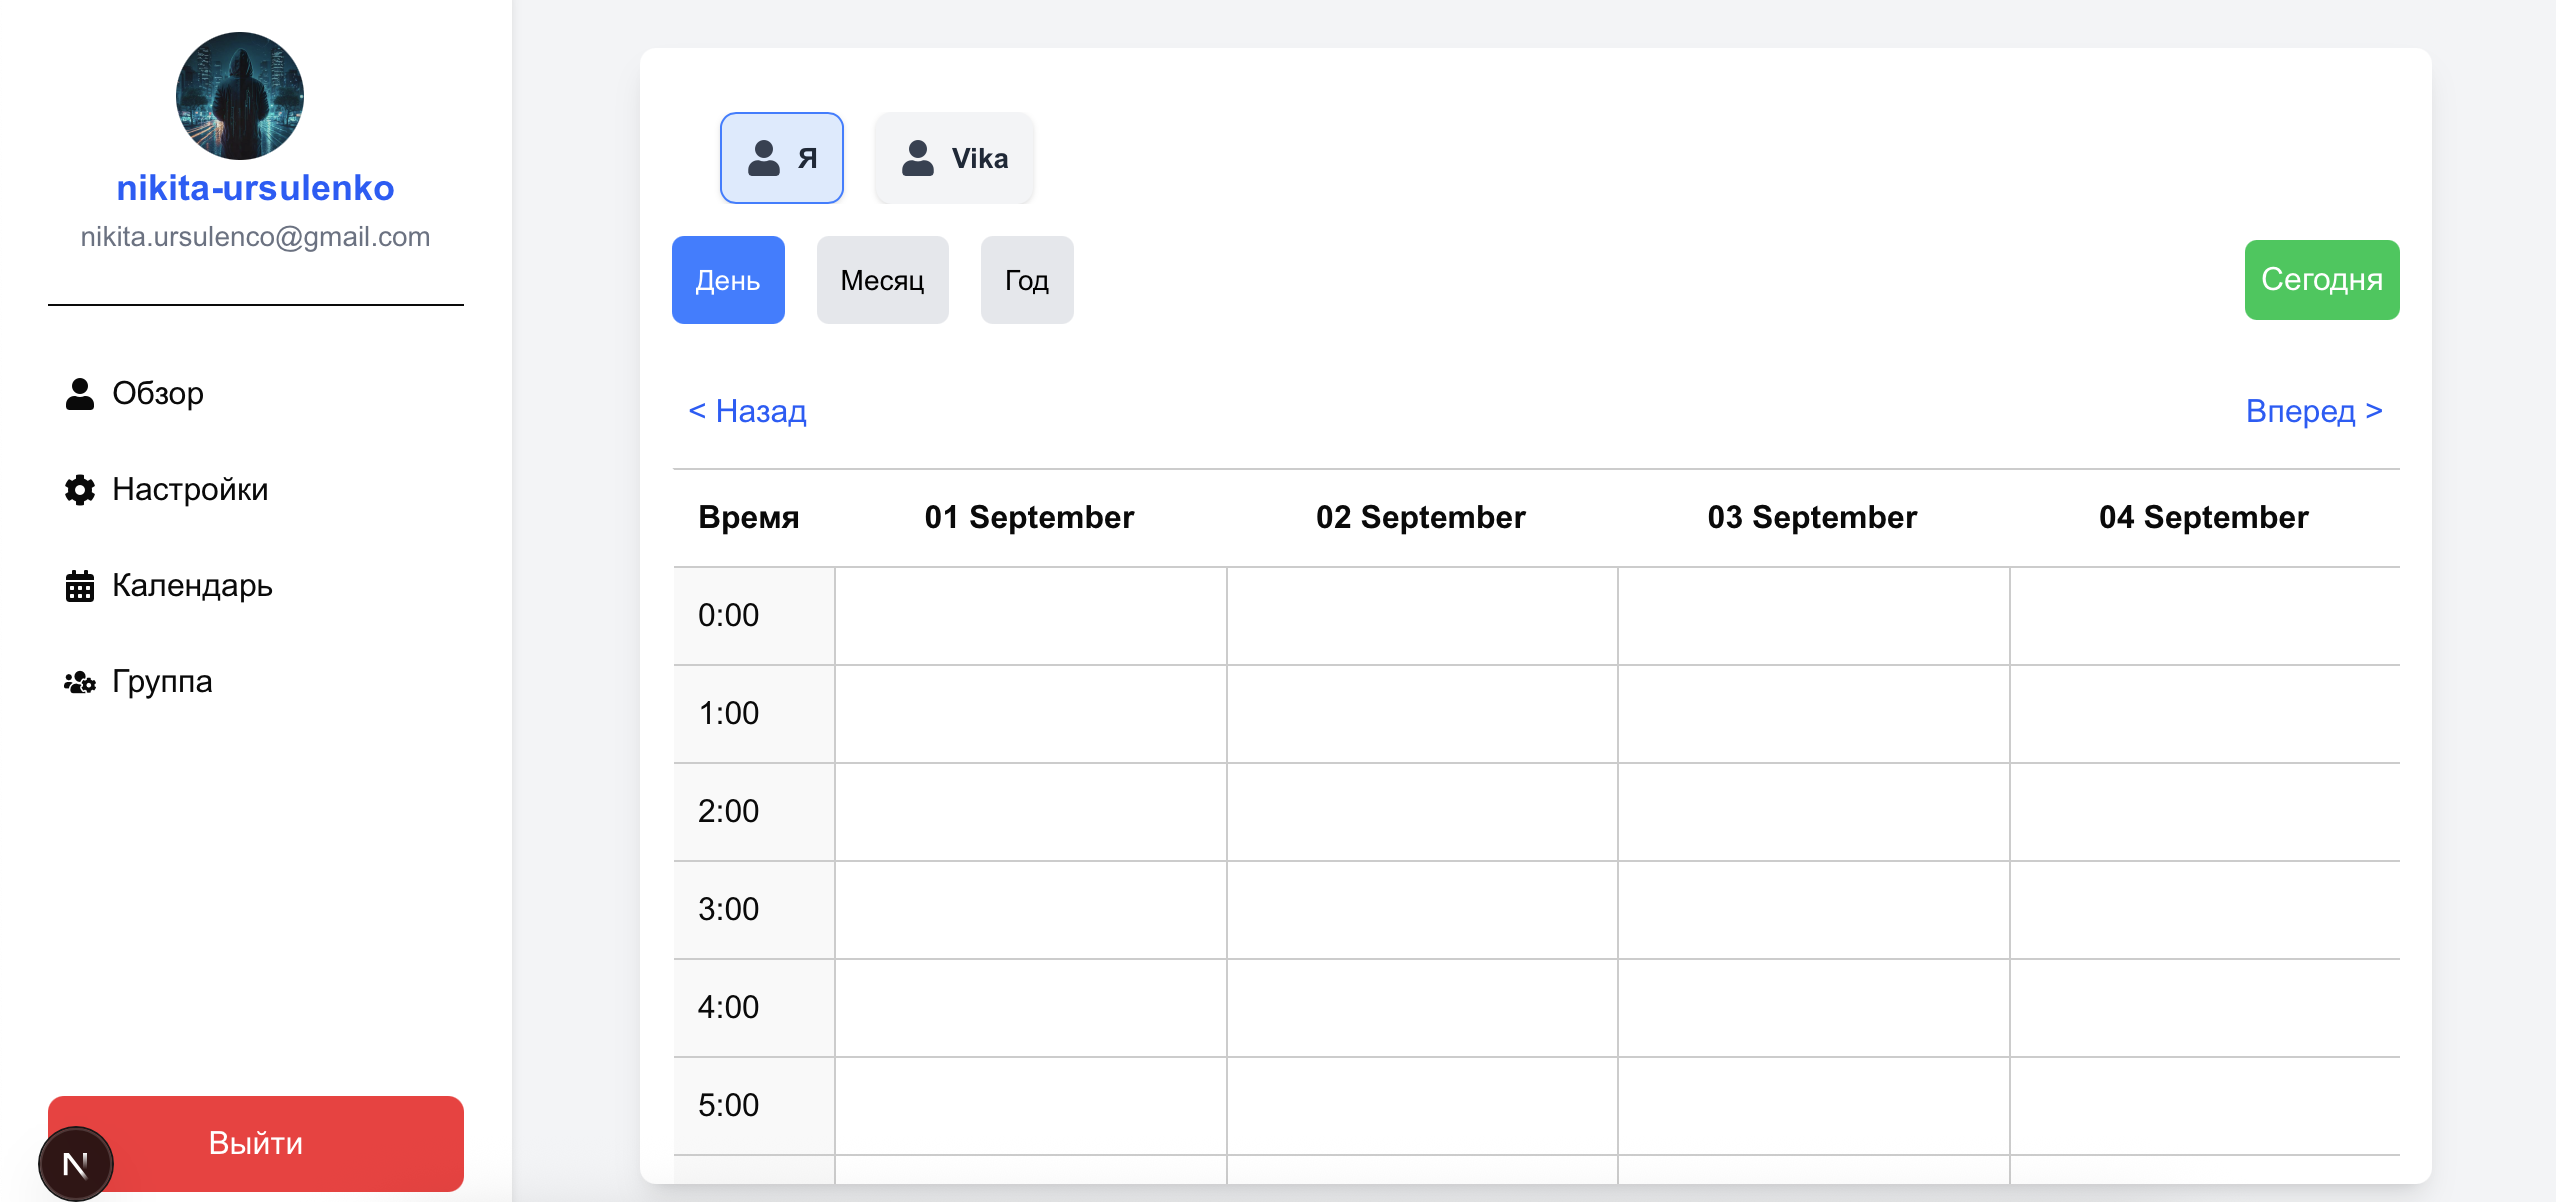 nikita-ursulenko
nikita.ursulenco@gmail.com
Обзор
Настройки
Календарь
Группа
Выйти
N
Я
Vika
День
Месяц
Год
Сегодня
< Назад
Вперед >
Время 01 September 02 September 03 September 04 September
0:00
1:00
2:00
3:00
4:00
5:00